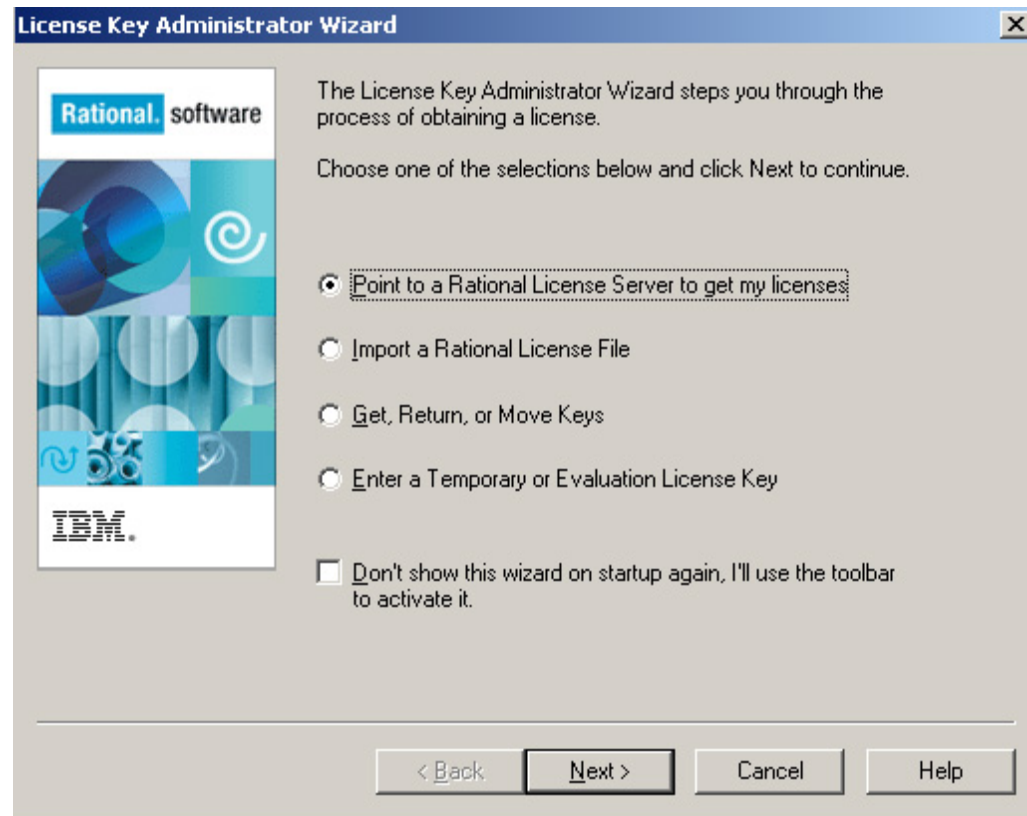 License Key Administrator Wizard
Rational. software
The License Key Administrator Wizard steps you through the
process of obtaining a license.
Choose one of the selections below and click Next to continue.
Point to a Rational License Server to get my licenses
Import a Rational License File
Get, Return, or Move Keys
Enter a Temporary or Evaluation License Key
IBM.
Don't show this wizard on startup again, I'll use the toolbar
to activate it.
< Back Next > Cancel Help